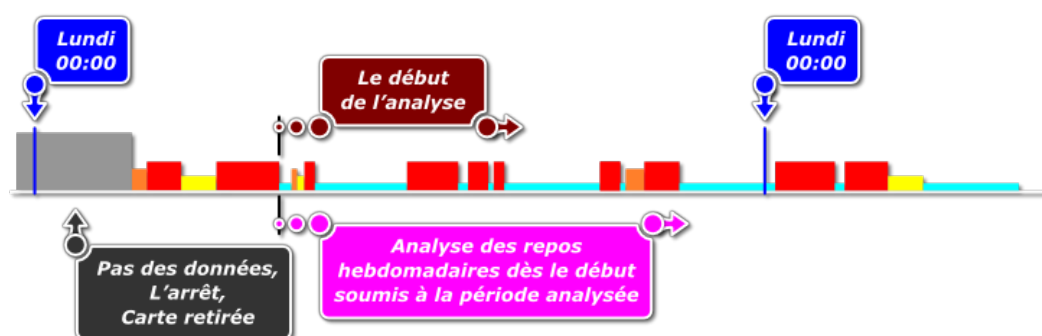 Lundi
00:00
Le début
de l'analyse
Lundi
00:00
Pas des données,
L'arrêt,
Carte retirée
Analyse des repos
hebdomadaires dès le début
soumis à la période analysée